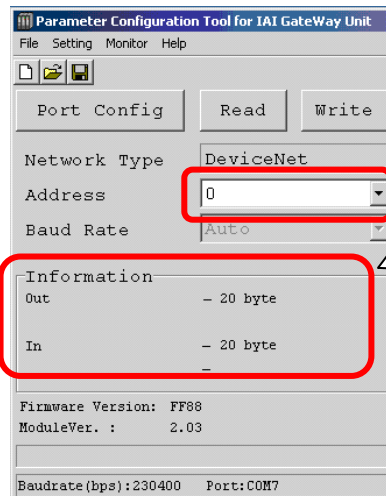 Parameter Configuration Tool for IAI GateWay Unit
File Setting Monitor Help
Port Config Read Write
Network Type DeviceNet
Address 0
Baud Rate Auto
Information
Out - 20 byte
In - 20 byte
-
Firmware Version: FF88
ModuleVer. : 2.03
Baudrate(bps):230400 Port:COM7